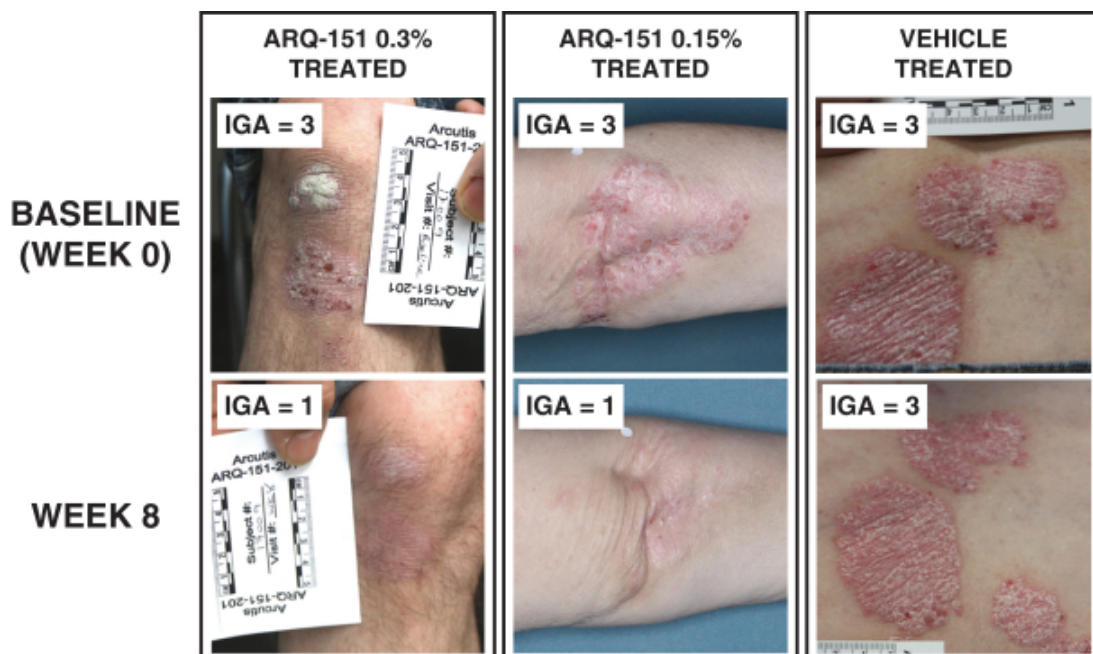 ARQ-151 0.3%
TREATED
ARQ-151 0.15%
TREATED
VEHICLE
TREATED
BASELINE
(WEEK 0)
IGA = 3
Arcutis
ARQ-151-2
Subject #:
Visit #:
Arcutis
ARQ-151-201
IGA = 3
IGA = 3
CM
1
WEEK 8
IGA = 1
Arcutis
ARQ-151-201
Subject #:
Visit #:
Arcutis
ARQ-151-201
IGA = 1
IGA = 3